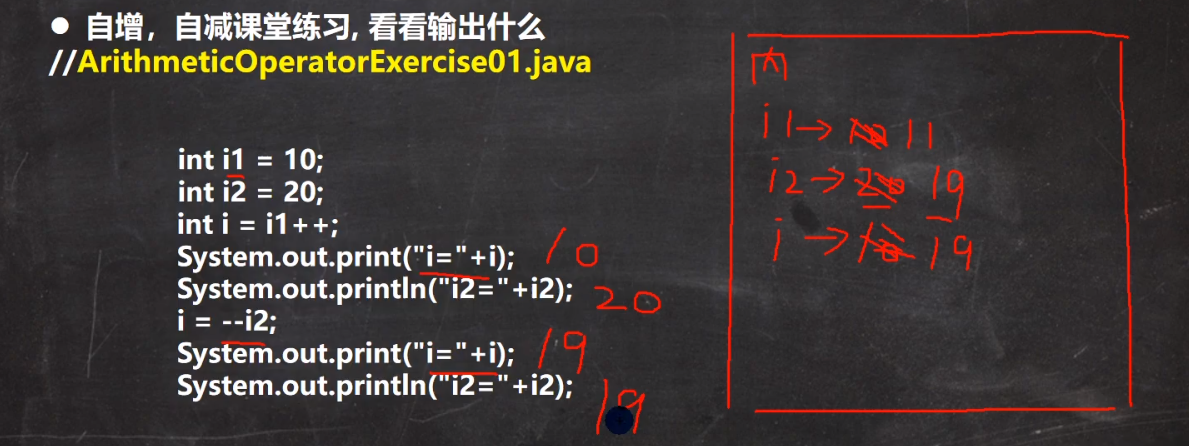 ● 自增，自减课堂练习, 看看输出什么
//ArithmeticOperatorExercise01.java
int i1 = 10;
int i2 = 20;
int i = i1++;
System.out.print("i="+i); 10
System.out.println("i2="+i2); 20
i = --i2;
System.out.print("i="+i); 19
System.out.println("i2="+i2); 19
内
i1→ 10 11
i2→ 20 19
i → 10 19